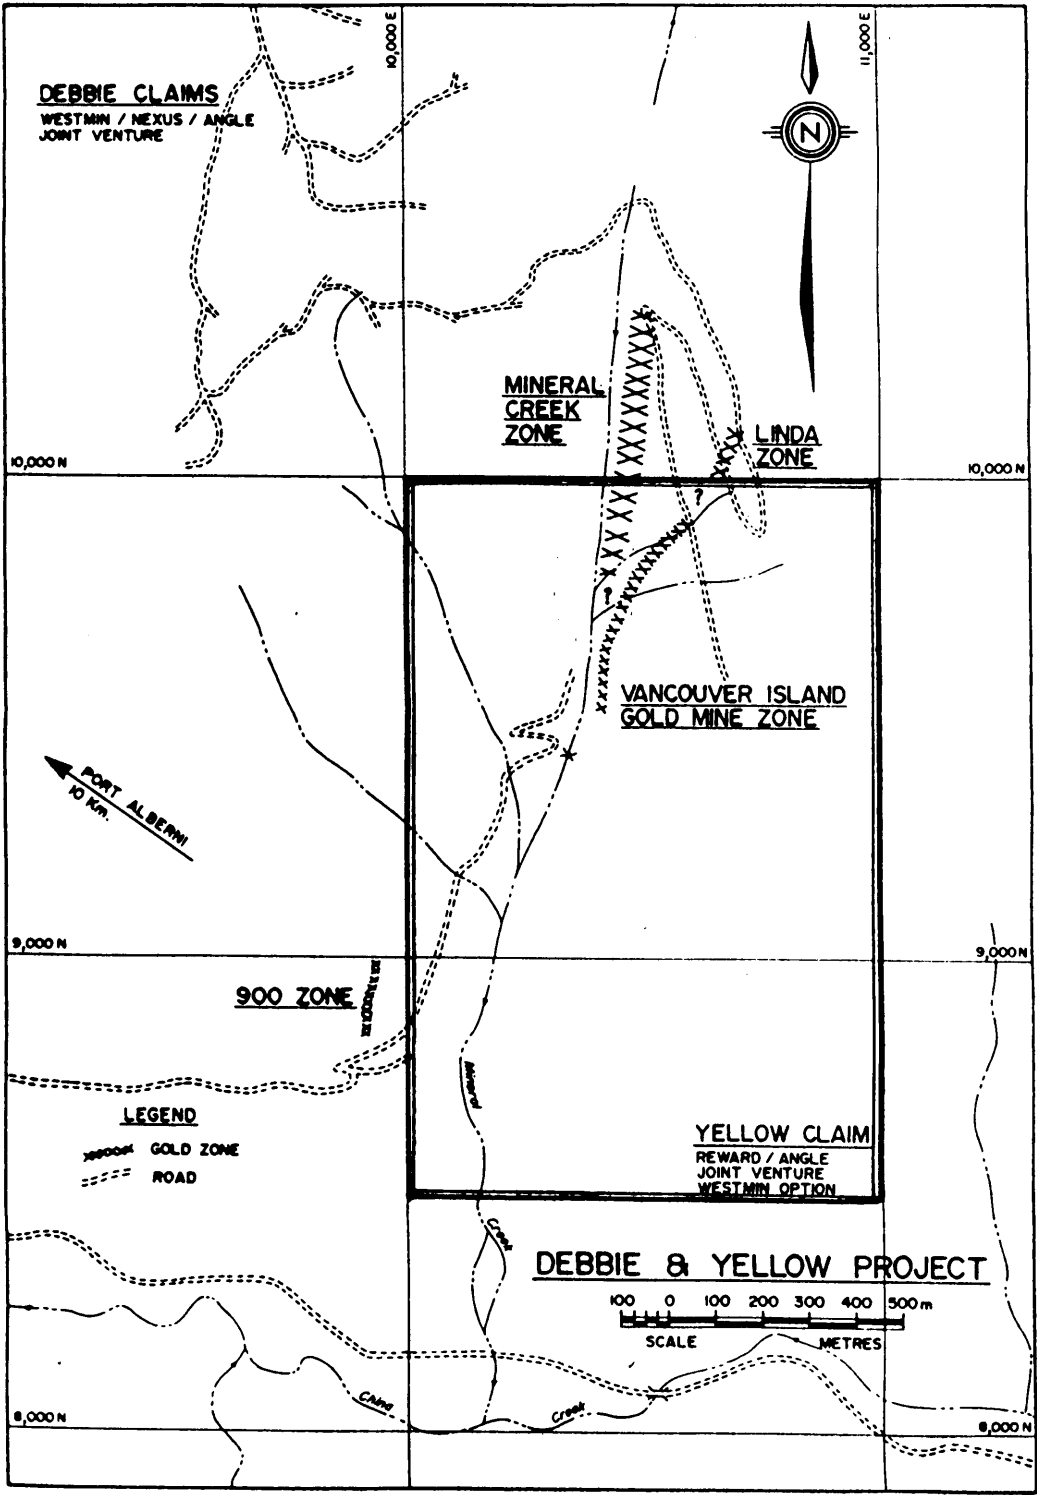 10,000 E
11,000 E
DEBBIE CLAIMS
WESTMIN / NEXUS / ANGLE
JOINT VENTURE
N
MINERAL
CREEK
ZONE
LINDA
ZONE
10,000 N
10,000 N
?
?
VANCOUVER ISLAND
GOLD MINE ZONE
PORT ALBERNI
10 Km.
9,000 N
9,000 N
900 ZONE
Mineral
LEGEND
GOLD ZONE
ROAD
YELLOW CLAIM
REWARD / ANGLE
JOINT VENTURE
WESTMIN OPTION
Creek
DEBBIE & YELLOW PROJECT
100 0 100 200 300 400 500 m
SCALE METRES
China Creek
8,000 N
8,000 N